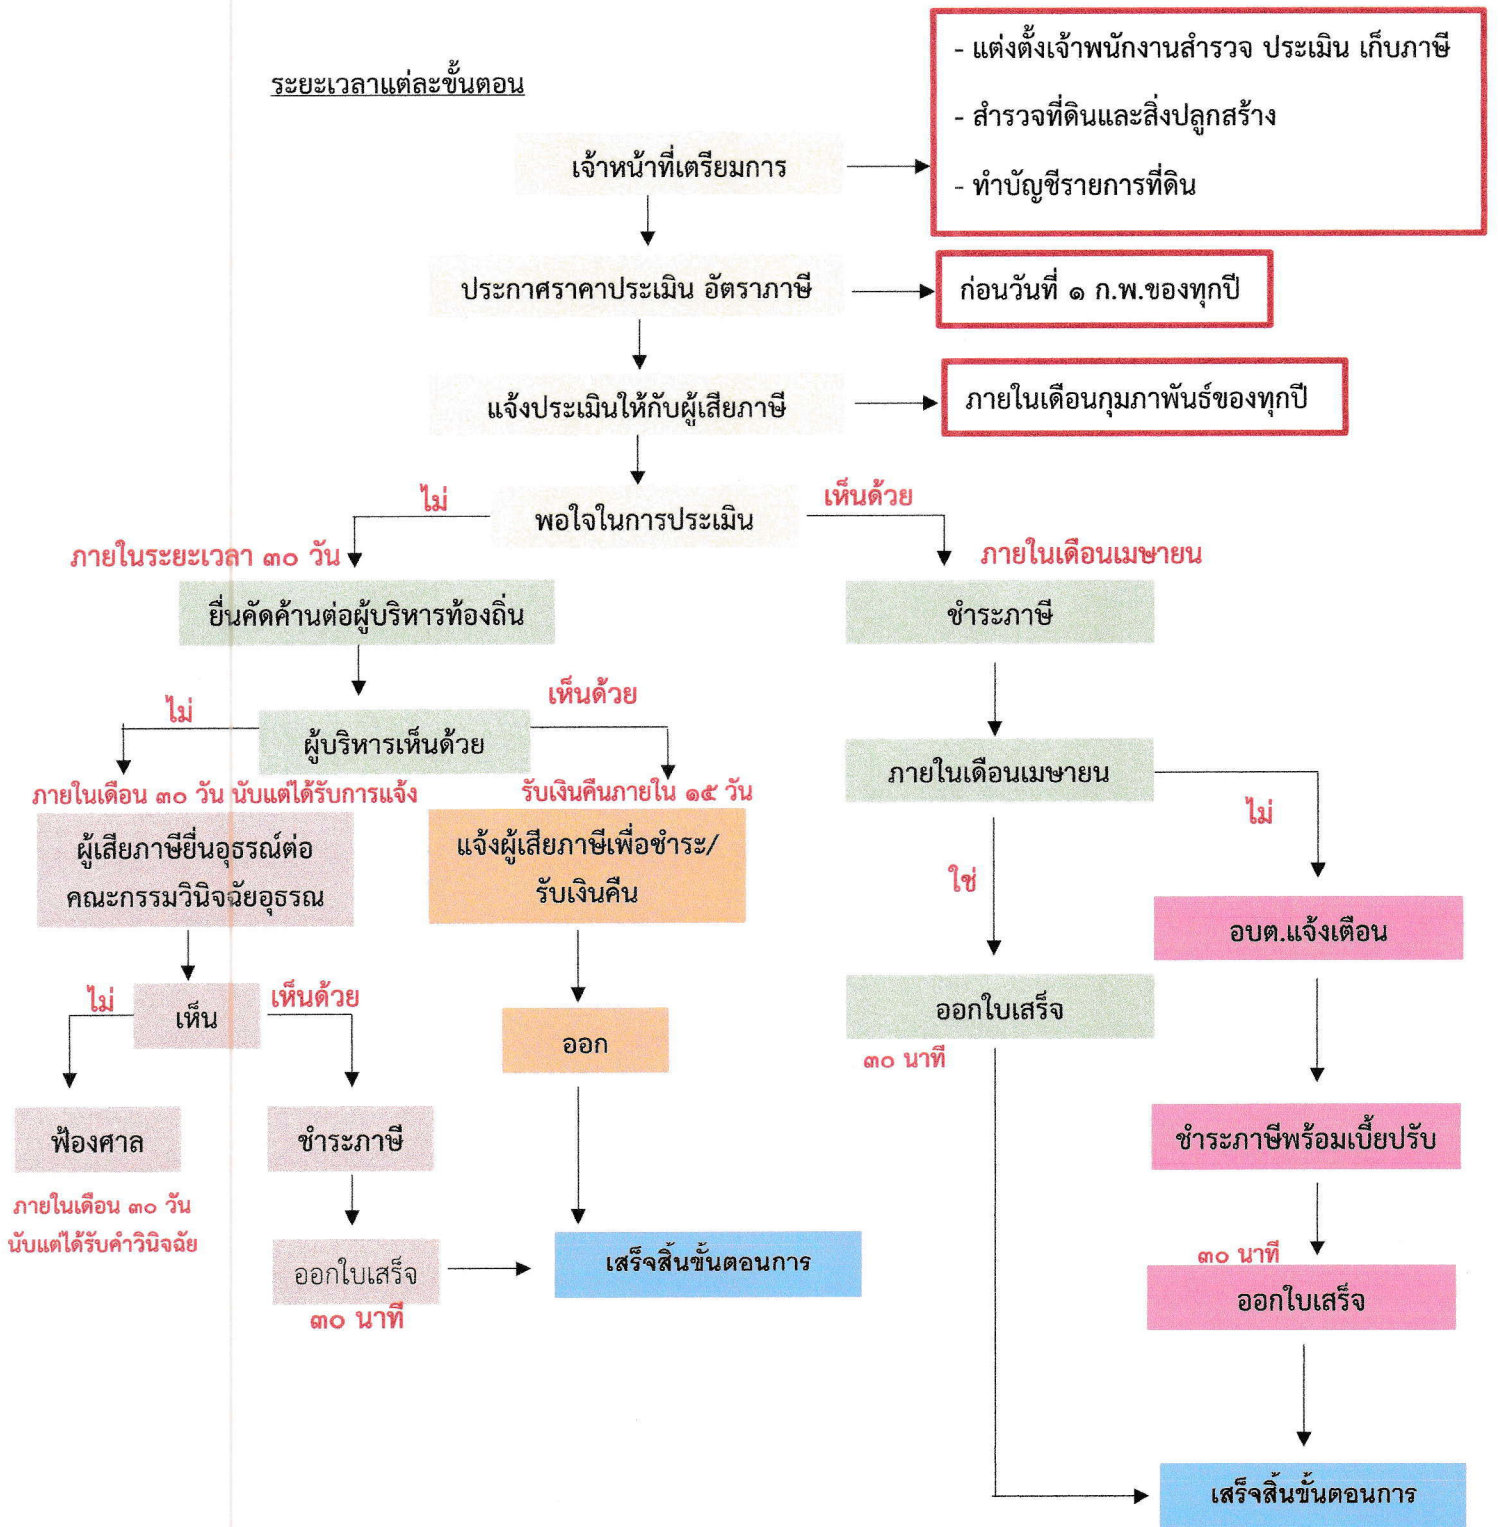 ระยะเวลาแต่ละขั้นตอน
- แต่งตั้งเจ้าพนักงานสำรวจ ประเมิน เก็บภาษี
- สำรวจที่ดินและสิ่งปลูกสร้าง
- ทำบัญชีรายการที่ดิน
เจ้าหน้าที่เตรียมการ
ประกาศราคาประเมิน อัตราภาษี
ก่อนวันที่ ๑ ก.พ.ของทุกปี
แจ้งประเมินให้กับผู้เสียภาษี
ภายในเดือนกุมภาพันธ์ของทุกปี
ไม่
พอใจในการประเมิน
เห็นด้วย
ภายในระยะเวลา ๓๐ วัน
ภายในเดือนเมษายน
ยื่นคัดค้านต่อผู้บริหารท้องถิ่น
ชำระภาษี
ไม่
เห็นด้วย
ผู้บริหารเห็นด้วย
ภายในเดือนเมษายน
ภายในเดือน ๓๐ วัน นับแต่ได้รับการแจ้ง
รับเงินคืนภายใน ๑๕ วัน
ไม่
ผู้เสียภาษียื่นอุธรณ์ต่อ
คณะกรรมวินิจฉัยอุธรณ
แจ้งผู้เสียภาษีเพื่อชำระ/
รับเงินคืน
ใช่
อบต.แจ้งเตือน
ไม่
เห็น
เห็นด้วย
ออก
ออกใบเสร็จ
๓๐ นาที
ฟ้องศาล
ชำระภาษี
ชำระภาษีพร้อมเบี้ยปรับ
ภายในเดือน ๓๐ วัน
นับแต่ได้รับคำวินิจฉัย
ออกใบเสร็จ
๓๐ นาที
เสร็จสิ้นขั้นตอนการ
๓๐ นาที
ออกใบเสร็จ
เสร็จสิ้นขั้นตอนการ